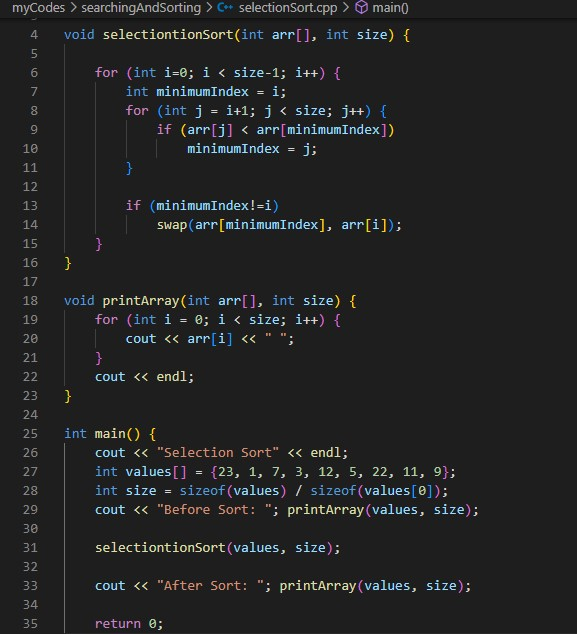 myCodes > searchingAndSorting > C++ selectionSort.cpp > main()
4 void selectiontionSort(int arr[], int size) {
5
6     for (int i=0; i < size-1; i++) {
7         int minimumIndex = i;
8         for (int j = i+1; j < size; j++) {
9             if (arr[j] < arr[minimumIndex])
10                 minimumIndex = j;
11         }
12
13         if (minimumIndex!=i)
14             swap(arr[minimumIndex], arr[i]);
15     }
16 }
17
18 void printArray(int arr[], int size) {
19     for (int i = 0; i < size; i++) {
20         cout << arr[i] << " ";
21     }
22     cout << endl;
23 }
24
25 int main() {
26     cout << "Selection Sort" << endl;
27     int values[] = {23, 1, 7, 3, 12, 5, 22, 11, 9};
28     int size = sizeof(values) / sizeof(values[0]);
29     cout << "Before Sort: "; printArray(values, size);
30
31     selectiontionSort(values, size);
32
33     cout << "After Sort: "; printArray(values, size);
34
35     return 0;